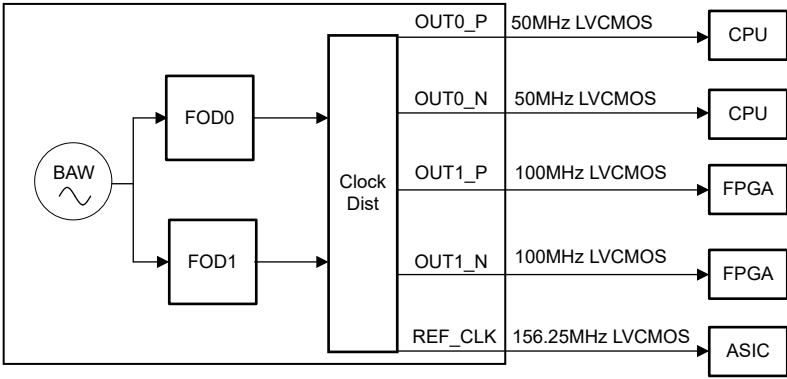 OUT0_P 50MHz LVCMOS CPU
FOD0
OUT0_N 50MHz LVCMOS CPU
BAW
Clock
Dist
OUT1_P 100MHz LVCMOS FPGA
FOD1
OUT1_N 100MHz LVCMOS FPGA
REF_CLK 156.25MHz LVCMOS ASIC